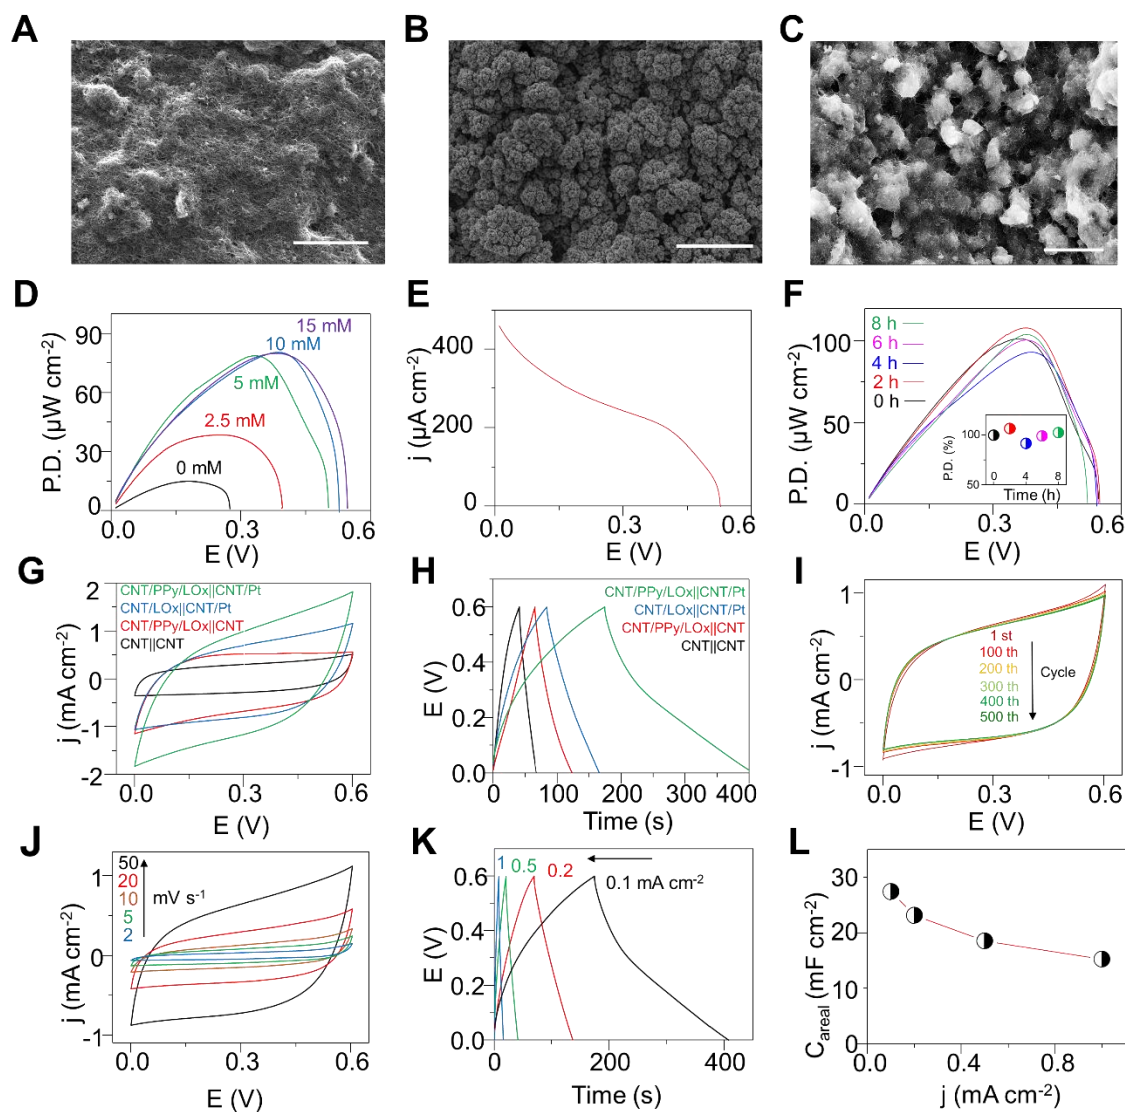 A
B
C
D
P.D. (µW cm-2)
90
60
30
0
15 mM
10 mM
5 mM
2.5 mM
0 mM
0.0
0.3
0.6
E (V)
E
j (µA cm-2)
400
200
0
0.0
0.3
0.6
E (V)
F
P.D. (µW cm-2)
100
50
0
8 h
6 h
4 h
2 h
0 h
P.D. (%)
100
50
0
4
8
Time (h)
0.0
0.3
0.6
E (V)
G
j (mA cm-2)
2
1
0
-1
-2
CNT/PPy/LOx||CNT/Pt
CNT/LOx||CNT/Pt
CNT/PPy/LOx||CNT
CNT||CNT
0.0
0.3
0.6
E (V)
H
E (V)
0.6
0.4
0.2
0.0
CNT/PPy/LOx||CNT/Pt
CNT/LOx||CNT/Pt
CNT/PPy/LOx||CNT
CNT||CNT
0
100
200
300
400
Time (s)
I
j (mA cm-2)
1
0
-1
1 st
100 th
200 th
300 th
400 th
500 th
Cycle
0.0
0.3
0.6
E (V)
J
j (mA cm-2)
1
0
-1
50
20
10
5
2
mV s-1
0.0
0.3
0.6
E (V)
K
E (V)
0.6
0.4
0.2
0.0
1
0.5
0.2
0.1 mA cm-2
0
200
400
Time (s)
L
Careal (mF cm-2)
30
20
10
0
0.0
0.4
0.8
j (mA cm-2)